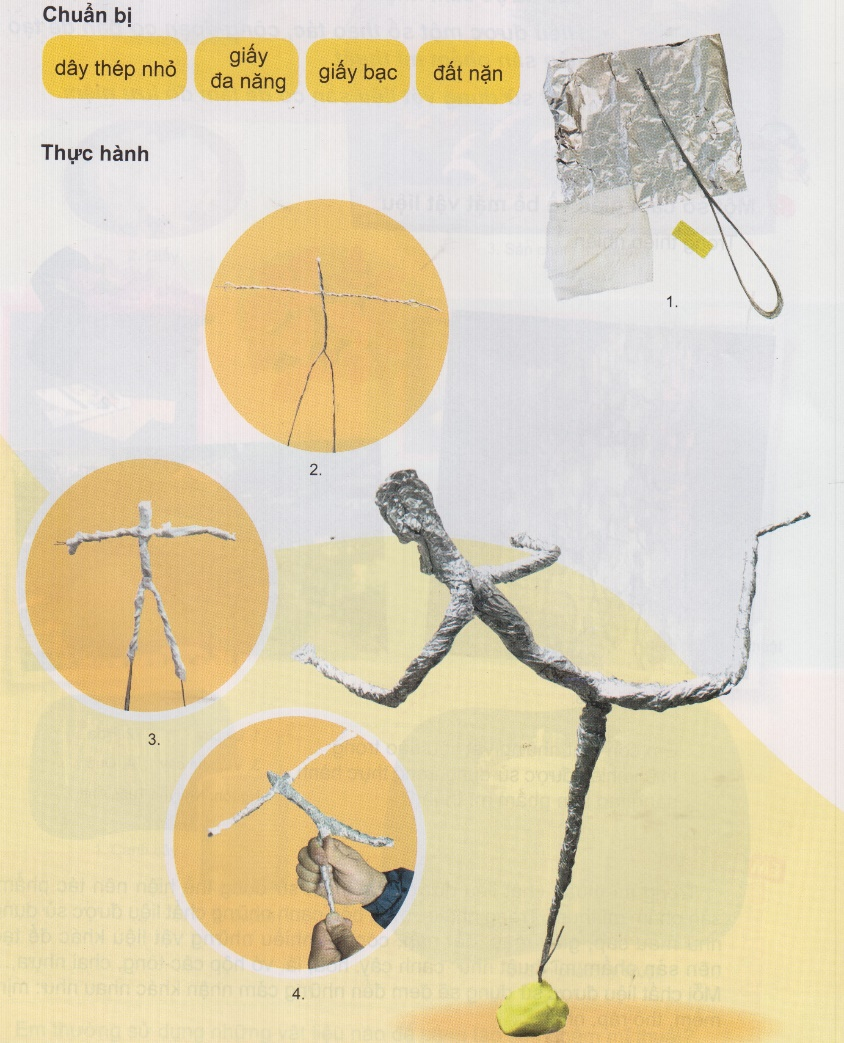 Chuẩn bị
dây thép nhỏ
giấy
đa năng
giấy bạc
đất nặn
Thực hành
1.
2.
3.
4.